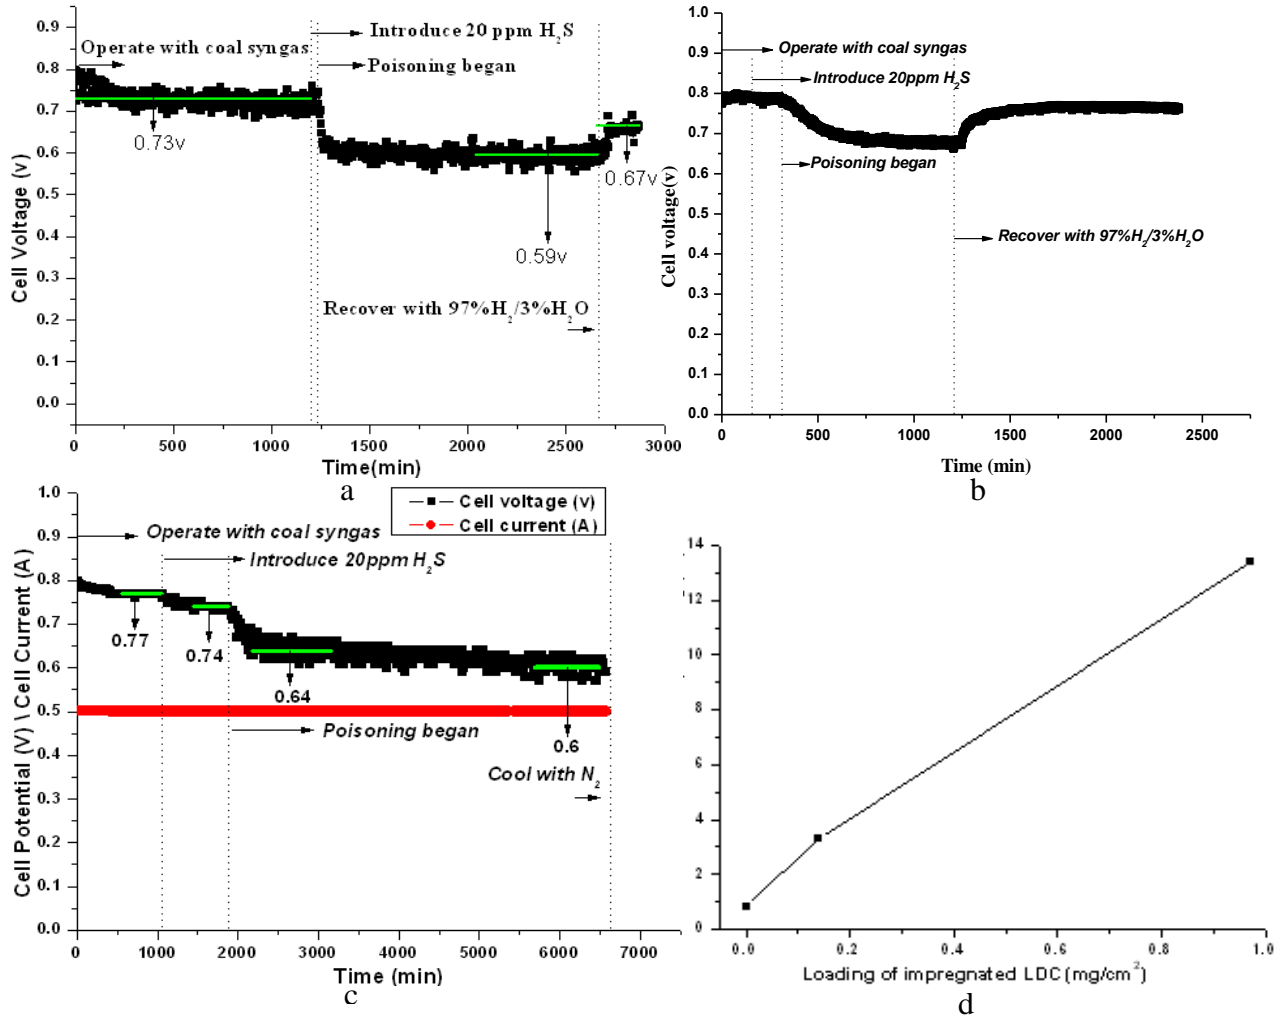 0.9
0.8
0.7
0.6
0.5
0.4
0.3
0.2
0.1
0.0
Cell Voltage (v)
Operate with coal syngas
Introduce 20 ppm H2S
Poisoning began
0.73v
0.59v
0.67v
Recover with 97%H2/3%H2O
0 500 1000 1500 2000 2500 3000
Time(min)
a
1.0
0.9
0.8
0.7
0.6
0.5
0.4
0.3
0.2
0.1
0.0
Cell voltage(v)
Operate with coal syngas
Introduce 20ppm H2S
Poisoning began
Recover with 97%H2/3%H2O
0 500 1000 1500 2000 2500
Time (min)
b
1.0
0.9
0.8
0.7
0.6
0.5
0.4
0.3
0.2
0.1
0.0
Cell Potential (V) \ Cell Current (A)
Cell voltage (v)
Cell current (A)
Operate with coal syngas
Introduce 20ppm H2S
0.77
0.74
0.64
0.6
Poisoning began
Cool with N2
0 1000 2000 3000 4000 5000 6000 7000
Time (min)
c
14
12
10
8
6
4
2
0
0.0 0.2 0.4 0.6 0.8 1.0
Loading of impregnated LDC (mg/cm2)
d